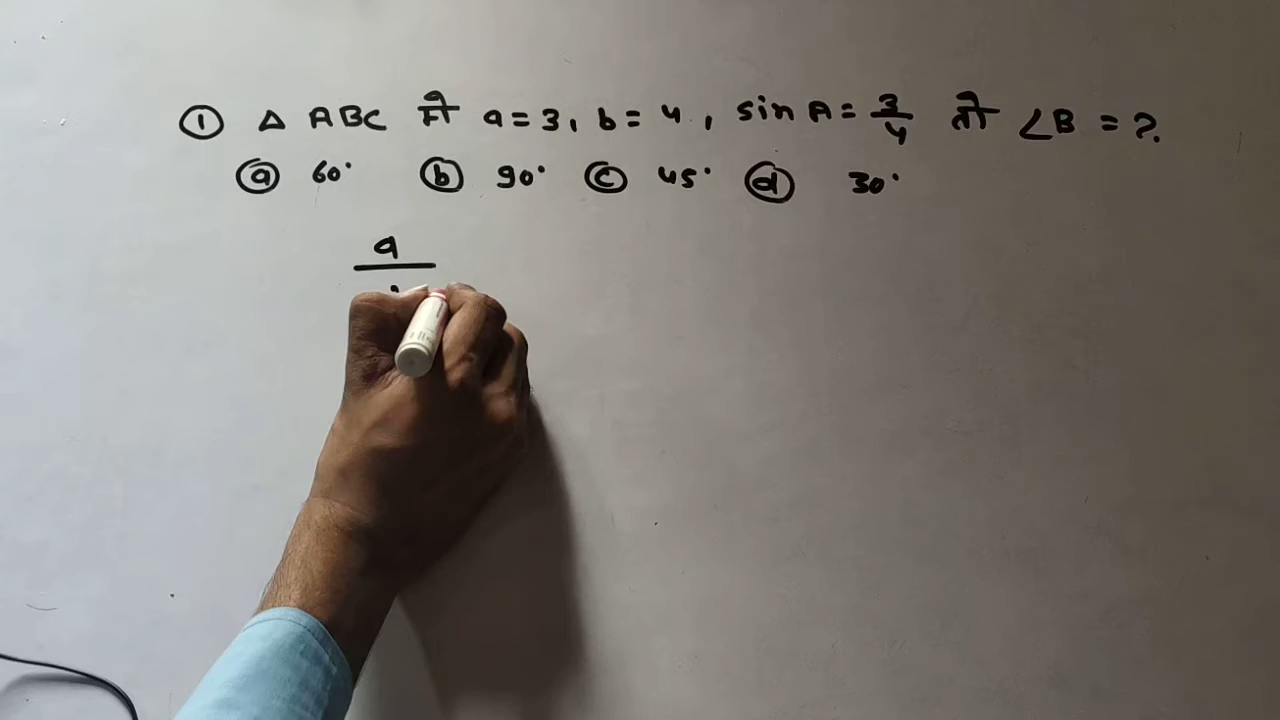 ① △ ABC में a = 3, b = 4, sin A = 3/4 तो ∠B = ?
ⓐ 60° ⓑ 90° ⓒ 45° ⓓ 30°
a